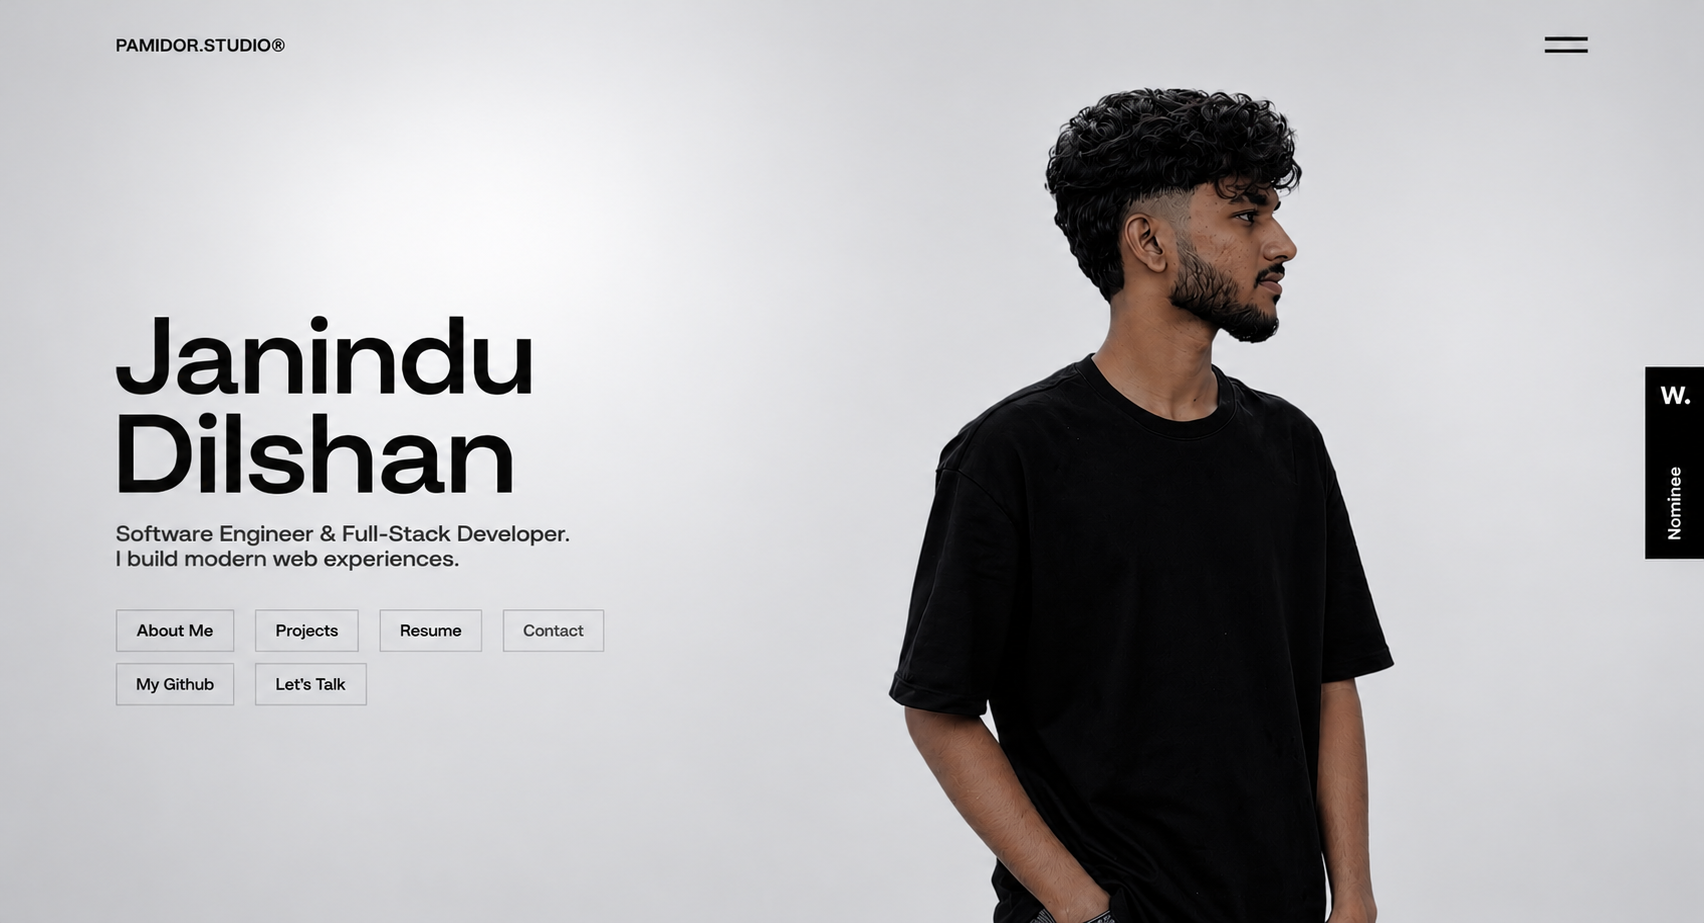 PAMIDOR.STUDIO®
Janindu
Dilshan
Software Engineer & Full-Stack Developer.
I build modern web experiences.
About Me
Projects
Resume
Contact
My Github
Let's Talk
W.
Nominee